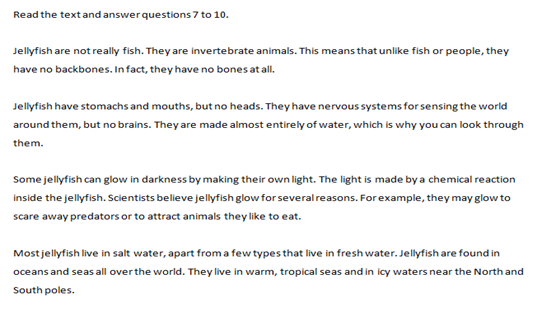 Read the text and answer questions 7 to 10.
Jellyfish are not really fish. They are invertebrate animals. This means that unlike fish or people, they
have no backbones. In fact, they have no bones at all.
Jellyfish have stomachs and mouths, but no heads. They have nervous systems for sensing the world
around them, but no brains. They are made almost entirely of water, which is why you can look through
them.
Some jellyfish can glow in darkness by making their own light. The light is made by a chemical reaction
inside the jellyfish. Scientists believe jellyfish glow for several reasons. For example, they may glow to
scare away predators or to attract animals they like to eat.
Most jellyfish live in salt water, apart from a few types that live in fresh water. Jellyfish are found in
oceans and seas all over the world. They live in warm, tropical seas and in icy waters near the North and
South poles.